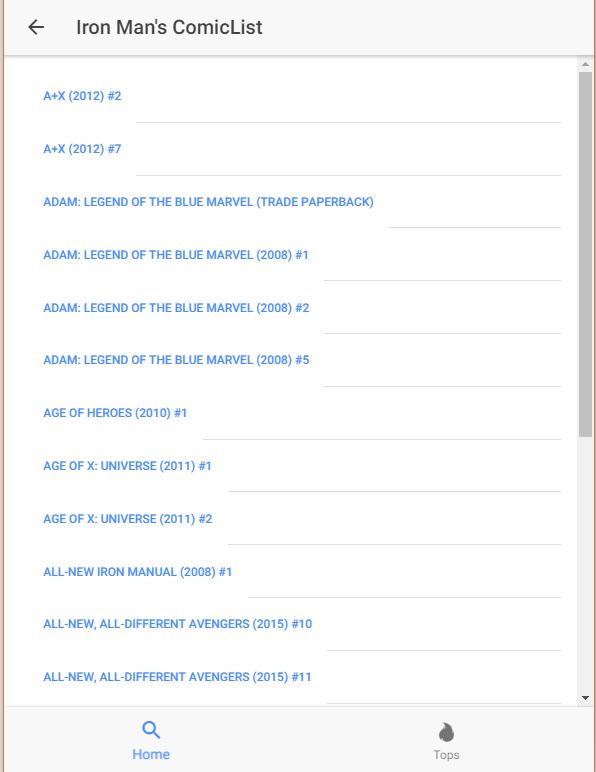 Iron Man's ComicList
A+X (2012) #2
A+X (2012) #7
ADAM: LEGEND OF THE BLUE MARVEL (TRADE PAPERBACK)
ADAM: LEGEND OF THE BLUE MARVEL (2008) #1
ADAM: LEGEND OF THE BLUE MARVEL (2008) #2
ADAM: LEGEND OF THE BLUE MARVEL (2008) #5
AGE OF HEROES (2010) #1
AGE OF X: UNIVERSE (2011) #1
AGE OF X: UNIVERSE (2011) #2
ALL-NEW IRON MANUAL (2008) #1
ALL-NEW, ALL-DIFFERENT AVENGERS (2015) #10
ALL-NEW, ALL-DIFFERENT AVENGERS (2015) #11
Home
Tops